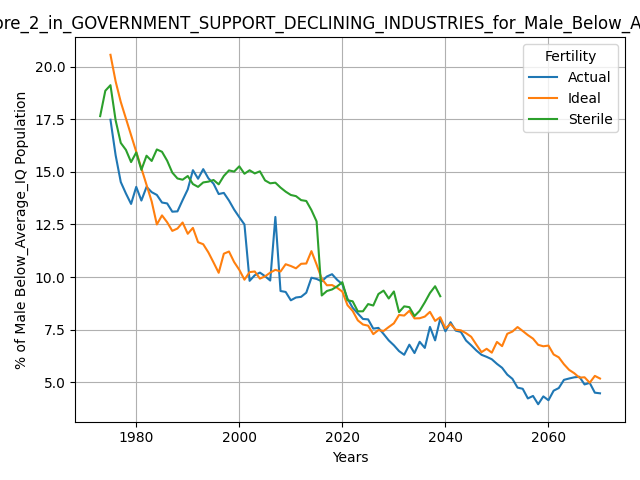 ore_2_in_GOVERNMENT_SUPPORT_DECLINING_INDUSTRIES_for_Male_Below_A
Fertility
Actual
Ideal
Sterile
% of Male Below_Average_IQ Population
20.0
17.5
15.0
12.5
10.0
7.5
5.0
1980 2000 2020 2040 2060
Years